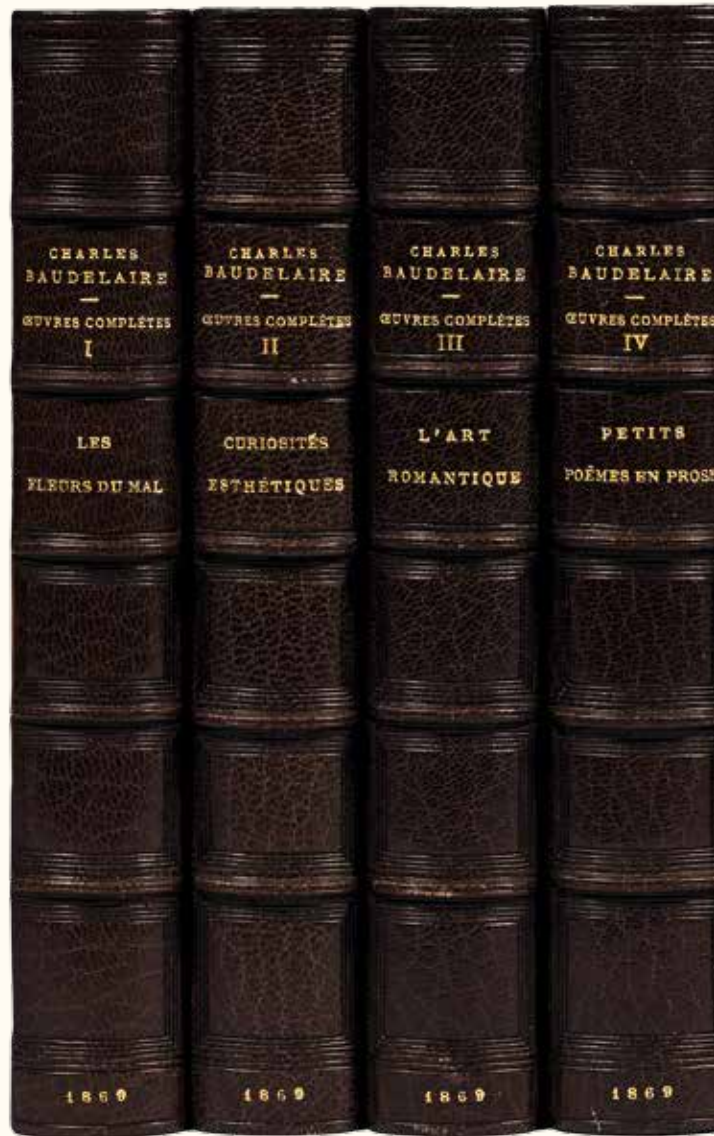 CHARLES
BAUDELAIRE
ŒUVRES COMPLÈTES
I
LES
FLEURS DU MAL
1869
CHARLES
BAUDELAIRE
ŒUVRES COMPLÈTES
II
CURIOSITÉS
ESTHÉTIQUES
1869
CHARLES
BAUDELAIRE
ŒUVRES COMPLÈTES
III
L'ART
ROMANTIQUE
1869
CHARLES
BAUDELAIRE
ŒUVRES COMPLÈTES
IV
PETITS
POÈMES EN PROSE
1869